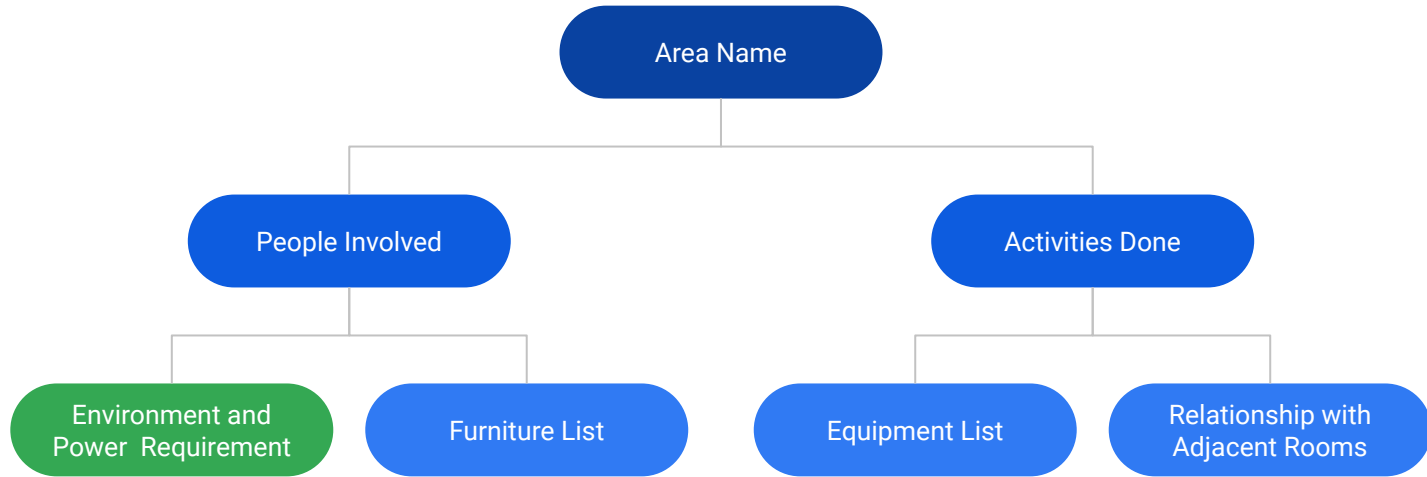 Area Name
People Involved
Activities Done
Environment and
Power Requirement
Furniture List
Equipment List
Relationship with
Adjacent Rooms